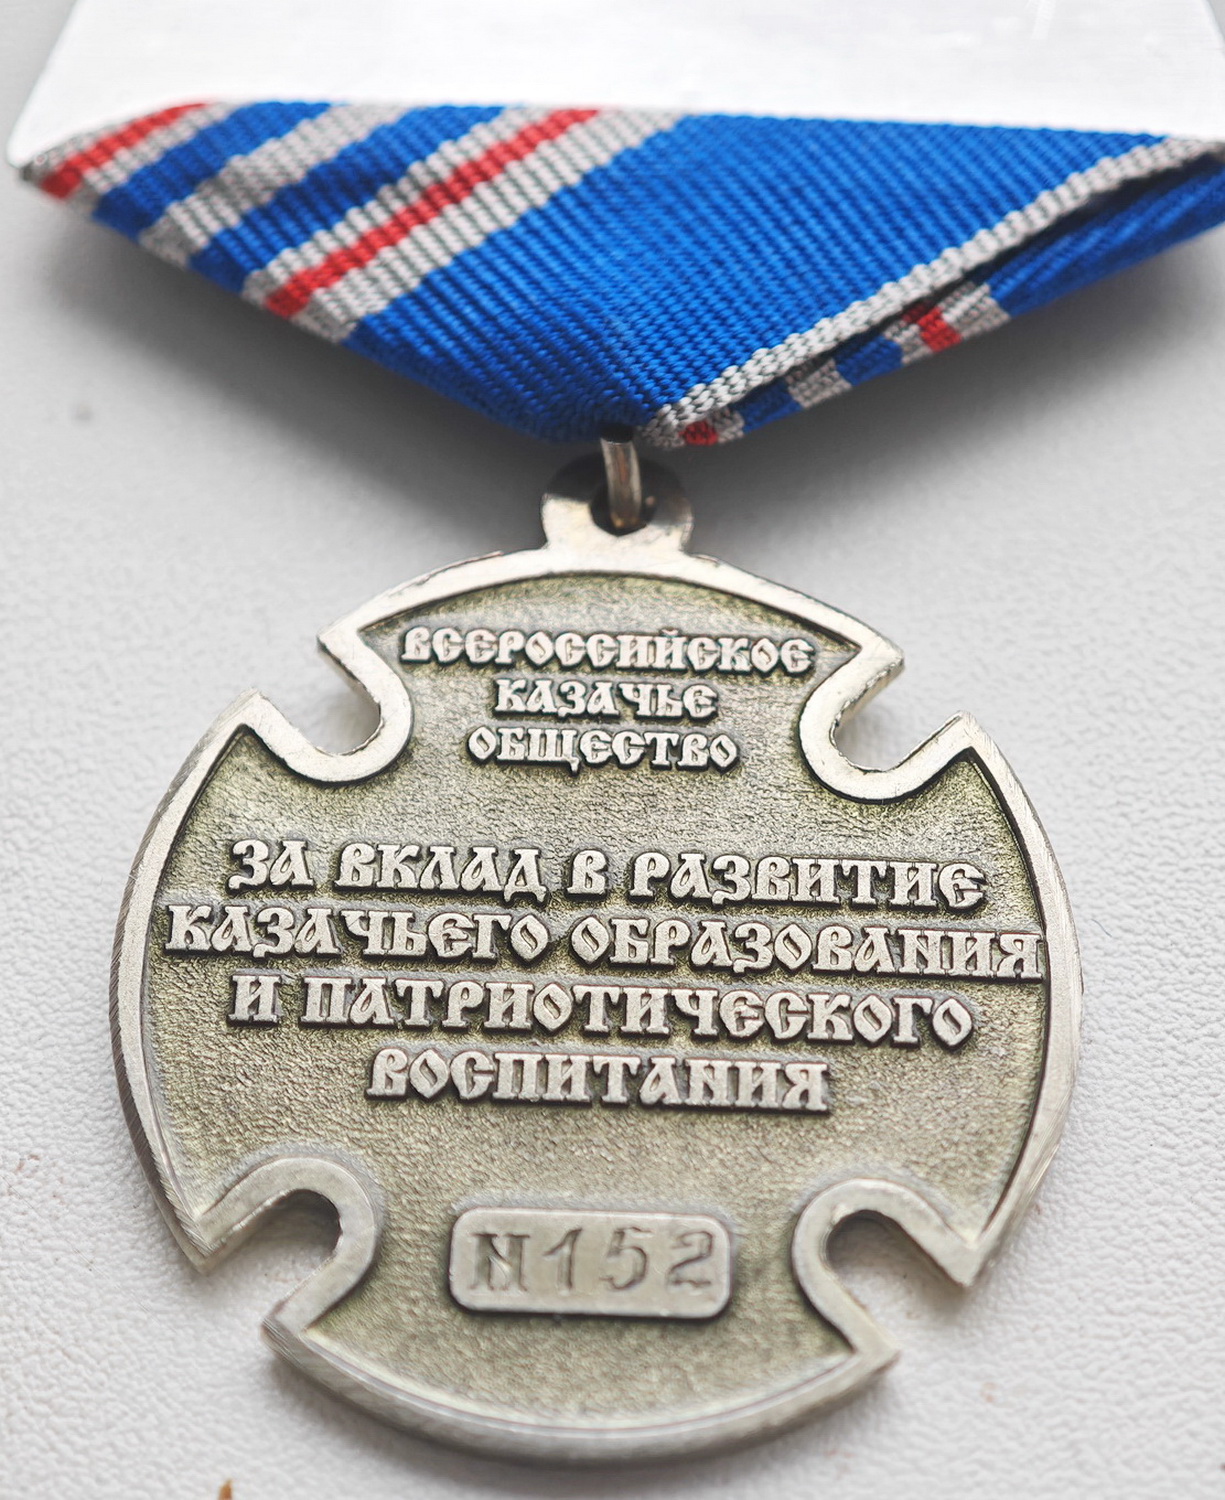 ВСЕРОССИЙСКОЕ
КАЗАЧЬЕ
ОБЩЕСТВО
ЗА ВКЛАД В РАЗВИТИЕ
КАЗАЧЬЕГО ОБРАЗОВАНИЯ
И ПАТРИОТИЧЕСКОГО
ВОСПИТАНИЯ
N152